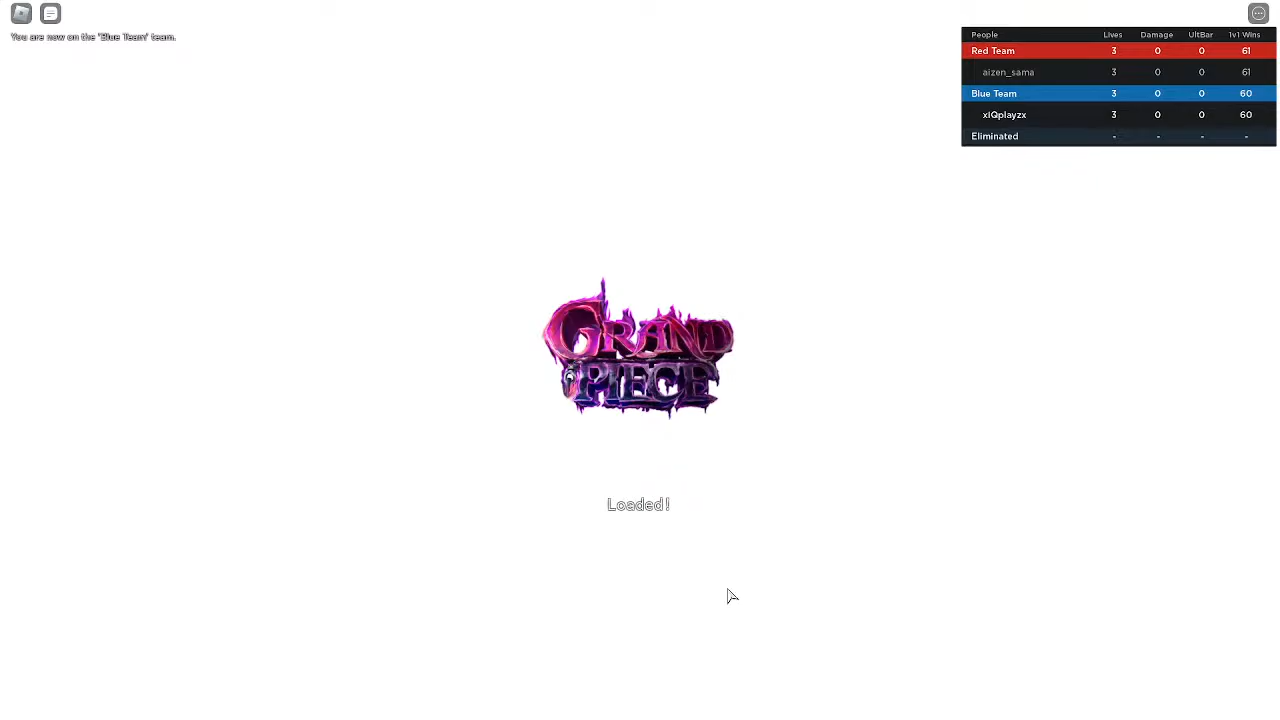 You are now on the 'Blue Team' team.
People Lives Damage UltBar 1v1 Wins
Red Team 3 0 0 61
aizen_sama 3 0 0 61
Blue Team 3 0 0 60
xIQplayzx 3 0 0 60
Eliminated - - - -
GRAND
PIECE
Loaded!